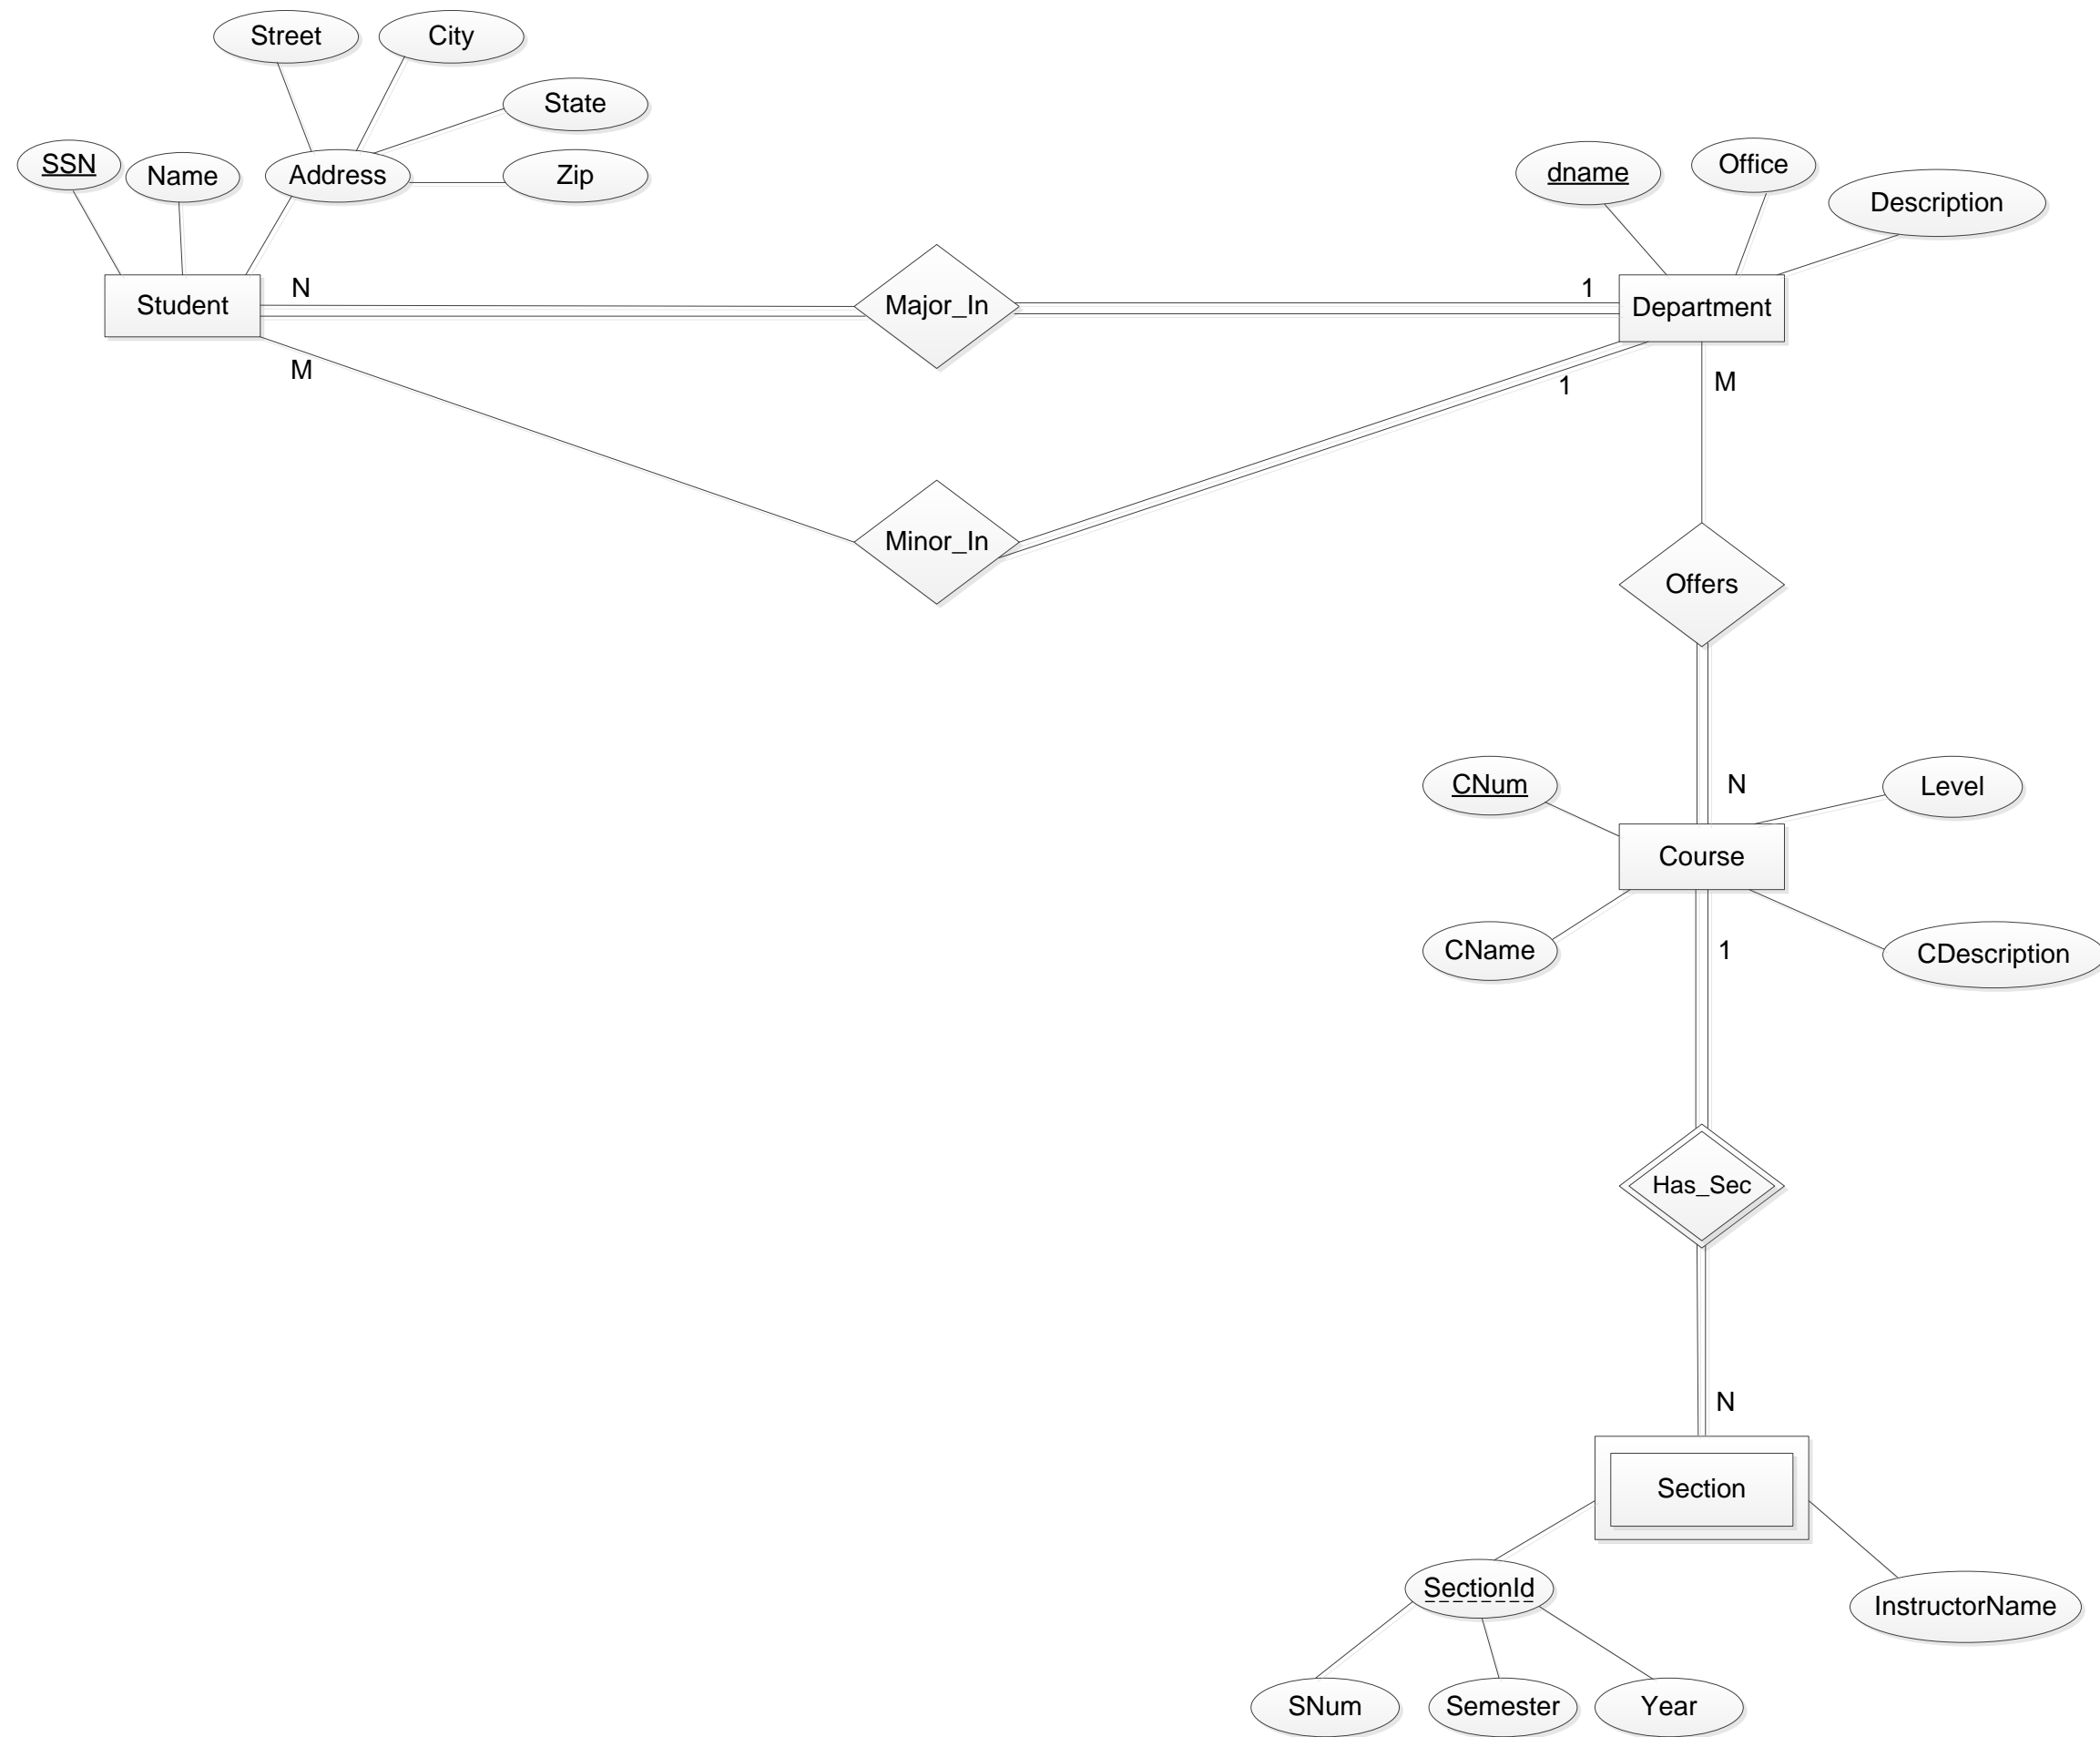 Street
City
State
SSN
Name
Address
Zip
dname
Office
Description
Student
N
Major_In
1
Department
M
1
M
Minor_In
Offers
CNum
N
Level
Course
CName
1
CDescription
Has_Sec
N
Section
SectionId
InstructorName
SNum
Semester
Year